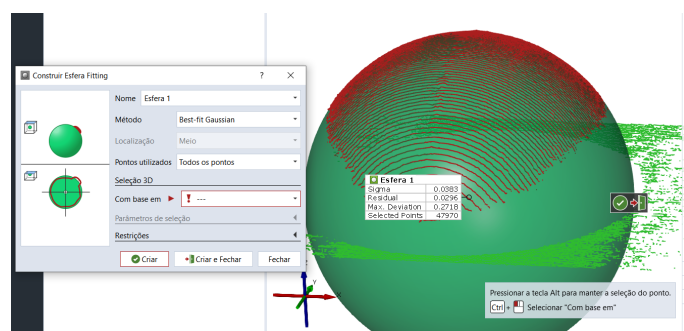 Construir Esfera Fitting ? ×
Nome Esfera 1
Método Best-fit Gaussian
Localização Meio
Pontos utilizados Todos os pontos
Seleção 3D
Com base em ---
Parâmetros de seleção
Restrições
Criar Criar e Fechar Fechar
Esfera 1
Sigma 0.0383
Residual 0.0296
Max. Deviation 0.2718
Selected Points 47970
Y
X
Pressionar a tecla Alt para manter a seleção do ponto.
Ctrl + Selecionar "Com base em"